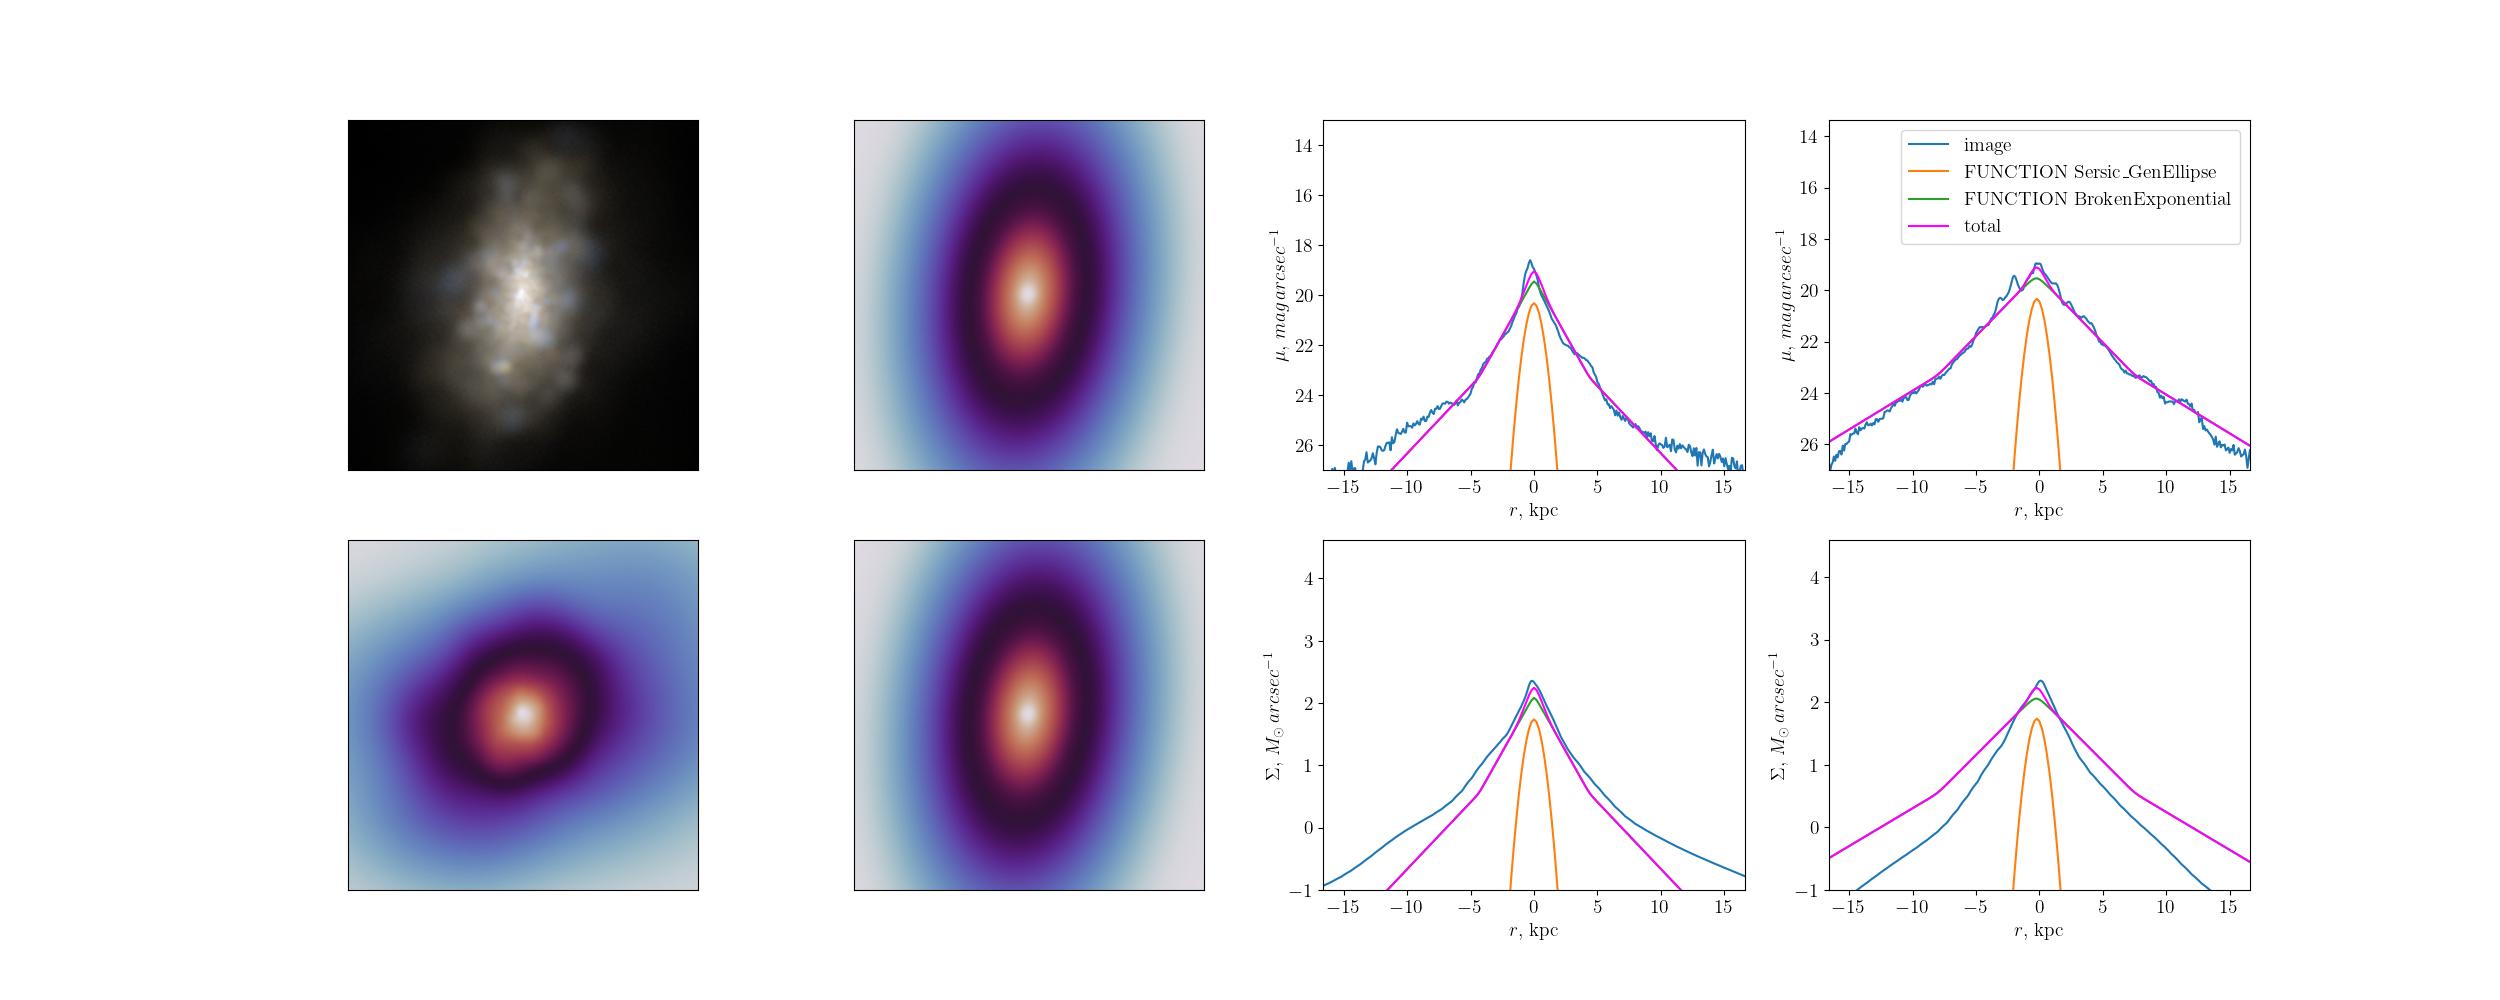 14
16
18
20
22
24
26
μ, mag arcsec⁻¹
−15 −10 −5 0 5 10 15
r, kpc
14
16
18
20
22
24
26
μ, mag arcsec⁻¹
image
FUNCTION Sersic_GenEllipse
FUNCTION BrokenExponential
total
−15 −10 −5 0 5 10 15
r, kpc
4
3
2
1
0
−1
Σ, M⊙ arcsec⁻¹
−15 −10 −5 0 5 10 15
r, kpc
4
3
2
1
0
−1
Σ, M⊙ arcsec⁻¹
−15 −10 −5 0 5 10 15
r, kpc